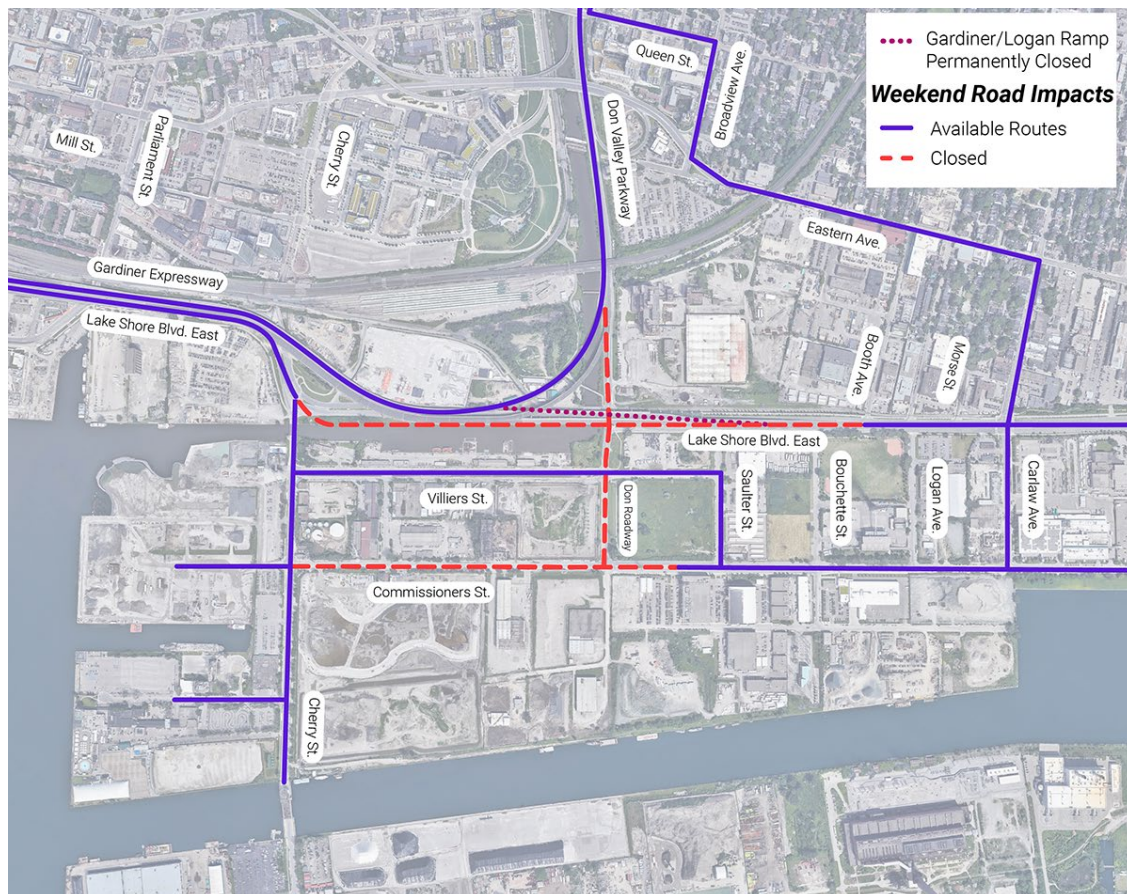 Gardiner/Logan Ramp
Permanently Closed
Weekend Road Impacts
Available Routes
Closed
Queen St.
Broadview Ave.
Mill St.
Parliament St.
Cherry St.
Don Valley Parkway
Eastern Ave.
Gardiner Expressway
Lake Shore Blvd. East
Booth Ave
Morse St.
Lake Shore Blvd. East
Villiers St.
Don Roadway
Saulter St.
Bouchette St.
Logan Ave.
Carlaw Ave.
Commissioners St.
Cherry St.